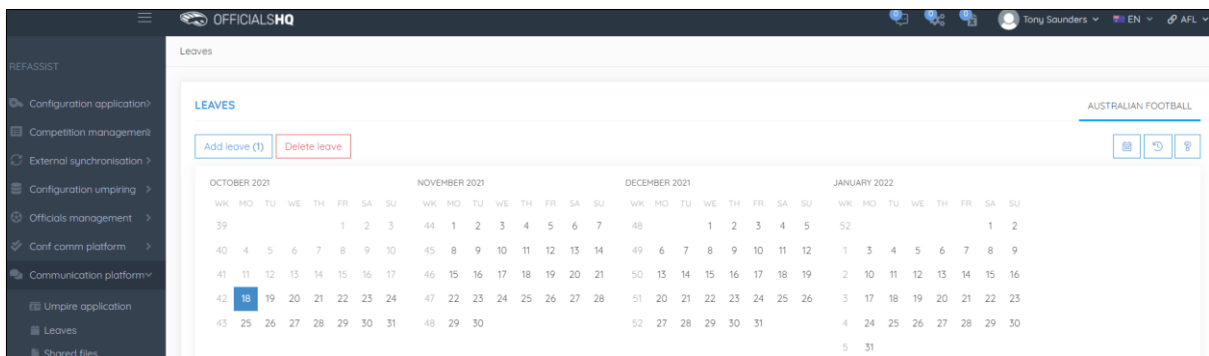 OFFICIALSHQ
0 0 0 Tony Saunders EN AFL
Leaves
REFASSIST
Configuration application
Competition management
External synchronisation
Configuration umpiring
Officials management
Conf comm platform
Communication platform
Umpire application
Leaves
Shared files
LEAVES
AUSTRALIAN FOOTBALL
Add leave (1) Delete leave
OCTOBER 2021
WK MO TU WE TH FR SA SU
39 1 2 3
40 4 5 6 7 8 9 10
41 11 12 13 14 15 16 17
42 18 19 20 21 22 23 24
43 25 26 27 28 29 30 31
NOVEMBER 2021
WK MO TU WE TH FR SA SU
44 1 2 3 4 5 6 7
45 8 9 10 11 12 13 14
46 15 16 17 18 19 20 21
47 22 23 24 25 26 27 28
48 29 30
DECEMBER 2021
WK MO TU WE TH FR SA SU
48 1 2 3 4 5
49 6 7 8 9 10 11 12
50 13 14 15 16 17 18 19
51 20 21 22 23 24 25 26
52 27 28 29 30 31
JANUARY 2022
WK MO TU WE TH FR SA SU
52 1 2
1 3 4 5 6 7 8 9
2 10 11 12 13 14 15 16
3 17 18 19 20 21 22 23
4 24 25 26 27 28 29 30
5 31